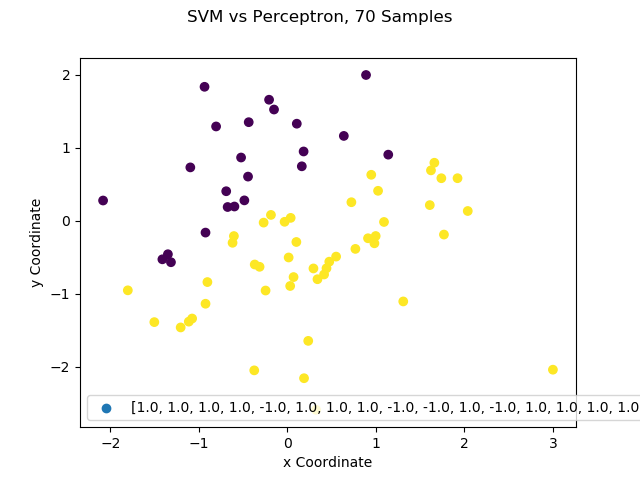 SVM vs Perceptron, 70 Samples
2
1
0
−1
−2
y Coordinate
[1.0, 1.0, 1.0, 1.0, -1.0, 1.0, 1.0, 1.0, -1.0, -1.0, 1.0, -1.0, 1.0, 1.0, 1.0, 1.0
−2 −1 0 1 2 3
x Coordinate